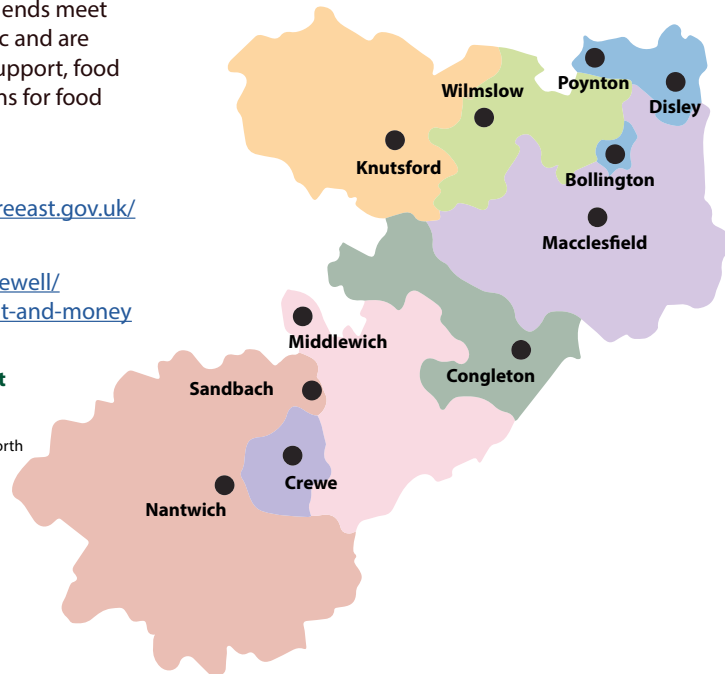 ends meet
c and are
upport, food
ns for food
reeast.gov.uk/
ewell/
t-and-money
t
orth
Wilmslow
Poynton
Disley
Knutsford
Bollington
Macclesfield
Middlewich
Congleton
Sandbach
Crewe
Nantwich